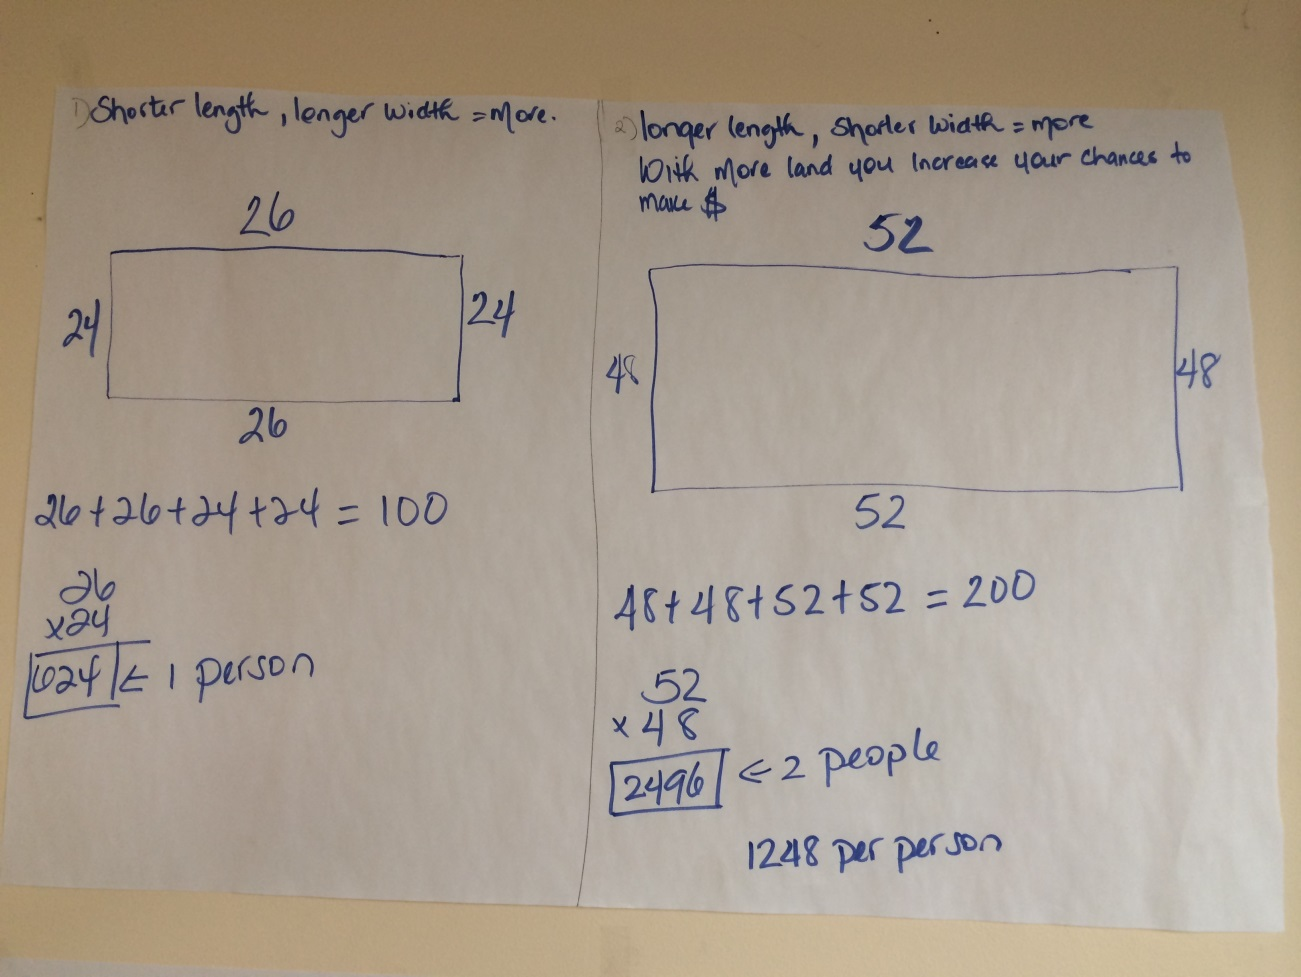 1) Shorter length, longer width = More.
26
24
24
26
26+26+24+24 = 100
26
x24
624 ← 1 person
2) longer length, Shorter width = more
With more land you Increase your chances to
make $
52
48
48
52
48+48+52+52 = 200
52
x 48
2496 ← 2 people
1248 per person